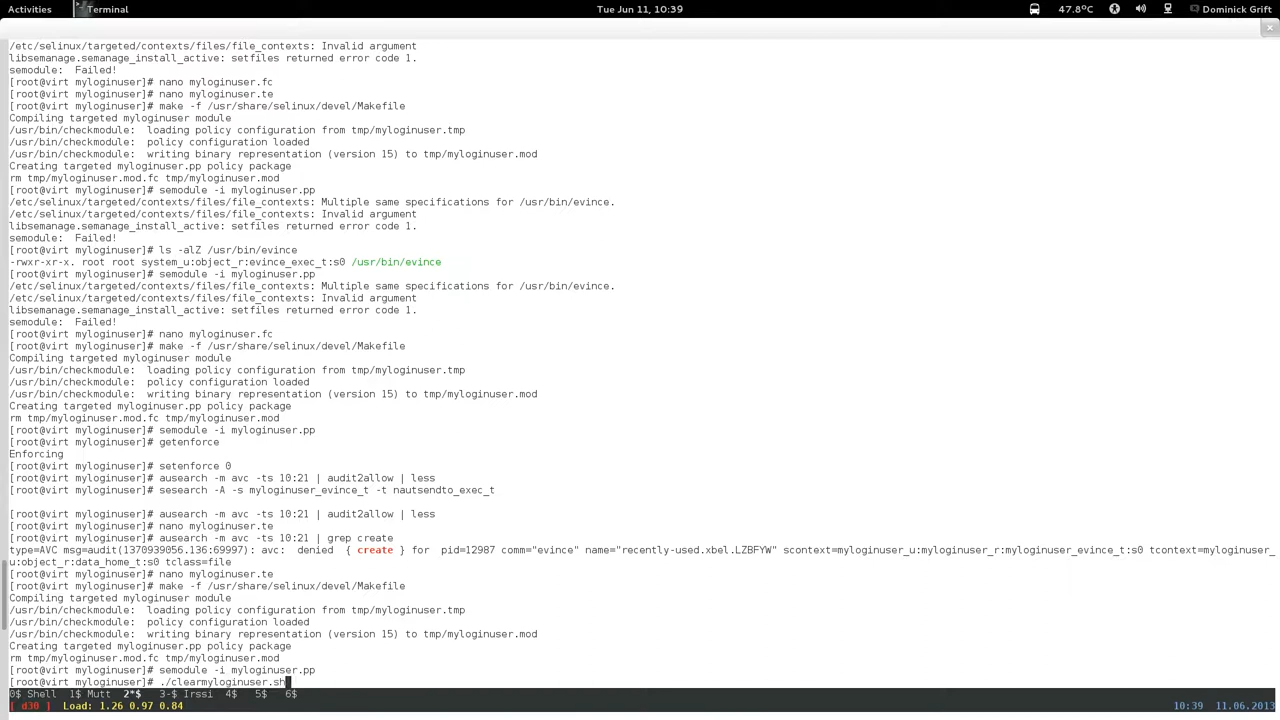 Activities Terminal Tue Jun 11, 10:39 47.8°C Dominick Grift
/etc/selinux/targeted/contexts/files/file_contexts: Invalid argument
libsemanage.semanage_install_active: setfiles returned error code 1.
semodule:  Failed!
[root@virt myloginuser]# nano myloginuser.fc
[root@virt myloginuser]# nano myloginuser.te
[root@virt myloginuser]# make -f /usr/share/selinux/devel/Makefile
Compiling targeted myloginuser module
/usr/bin/checkmodule:  loading policy configuration from tmp/myloginuser.tmp
/usr/bin/checkmodule:  policy configuration loaded
/usr/bin/checkmodule:  writing binary representation (version 15) to tmp/myloginuser.mod
Creating targeted myloginuser.pp policy package
rm tmp/myloginuser.mod.fc tmp/myloginuser.mod
[root@virt myloginuser]# semodule -i myloginuser.pp
/etc/selinux/targeted/contexts/files/file_contexts: Multiple same specifications for /usr/bin/evince.
/etc/selinux/targeted/contexts/files/file_contexts: Invalid argument
libsemanage.semanage_install_active: setfiles returned error code 1.
semodule:  Failed!
[root@virt myloginuser]# ls -alZ /usr/bin/evince
-rwxr-xr-x. root root system_u:object_r:evince_exec_t:s0 /usr/bin/evince
[root@virt myloginuser]# semodule -i myloginuser.pp
/etc/selinux/targeted/contexts/files/file_contexts: Multiple same specifications for /usr/bin/evince.
/etc/selinux/targeted/contexts/files/file_contexts: Invalid argument
libsemanage.semanage_install_active: setfiles returned error code 1.
semodule:  Failed!
[root@virt myloginuser]# nano myloginuser.fc
[root@virt myloginuser]# make -f /usr/share/selinux/devel/Makefile
Compiling targeted myloginuser module
/usr/bin/checkmodule:  loading policy configuration from tmp/myloginuser.tmp
/usr/bin/checkmodule:  policy configuration loaded
/usr/bin/checkmodule:  writing binary representation (version 15) to tmp/myloginuser.mod
Creating targeted myloginuser.pp policy package
rm tmp/myloginuser.mod.fc tmp/myloginuser.mod
[root@virt myloginuser]# semodule -i myloginuser.pp
[root@virt myloginuser]# getenforce
Enforcing
[root@virt myloginuser]# setenforce 0
[root@virt myloginuser]# ausearch -m avc -ts 10:21 | audit2allow | less
[root@virt myloginuser]# sesearch -A -s myloginuser_evince_t -t nautsendto_exec_t
[root@virt myloginuser]# ausearch -m avc -ts 10:21 | audit2allow | less
[root@virt myloginuser]# nano myloginuser.te
[root@virt myloginuser]# ausearch -m avc -ts 10:21 | grep create
type=AVC msg=audit(1370939056.136:69997): avc:  denied  { create } for  pid=12987 comm="evince" name="recently-used.xbel.LZBFYW" scontext=myloginuser_u:myloginuser_r:myloginuser_evince_t:s0 tcontext=myloginuser_
u:object_r:data_home_t:s0 tclass=file
[root@virt myloginuser]# nano myloginuser.te
[root@virt myloginuser]# make -f /usr/share/selinux/devel/Makefile
Compiling targeted myloginuser module
/usr/bin/checkmodule:  loading policy configuration from tmp/myloginuser.tmp
/usr/bin/checkmodule:  policy configuration loaded
/usr/bin/checkmodule:  writing binary representation (version 15) to tmp/myloginuser.mod
Creating targeted myloginuser.pp policy package
rm tmp/myloginuser.mod.fc tmp/myloginuser.mod
[root@virt myloginuser]# semodule -i myloginuser.pp
[root@virt myloginuser]# ./clearmyloginuser.sh
0$ Shell  1$ Mutt  2*$  3-$ Irssi  4$  5$  6$
[ d30 ] Load: 1.26 0.97 0.84 10:39 11.06.2013